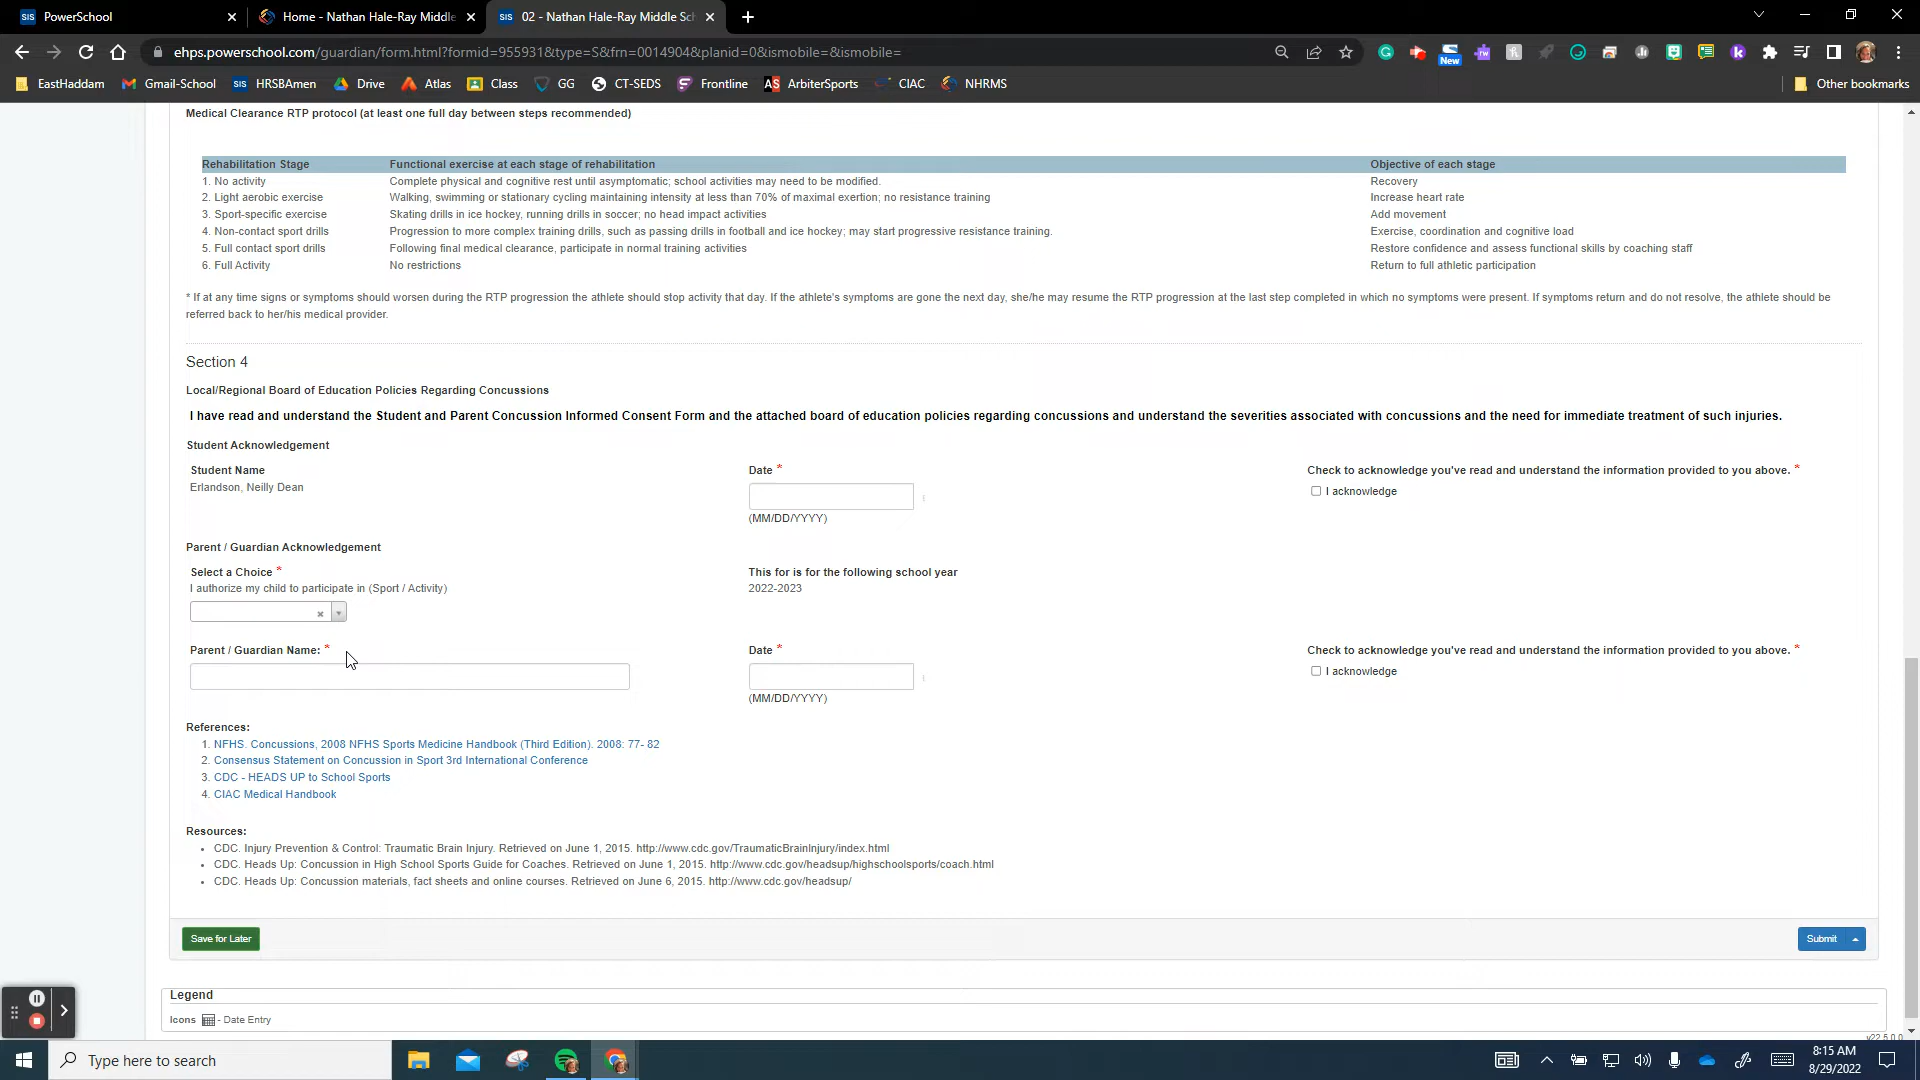 PowerSchool
Home - Nathan Hale-Ray Middle
02 - Nathan Hale-Ray Middle Sc
ehps.powerschool.com/guardian/form.html?formid=955931&type=S&frn=0014904&planid=0&ismobile=&ismobile=
New
EastHaddam Gmail-School SIS HRSBAmen Drive Atlas Class GG CT-SEDS Frontline AS ArbiterSports CIAC NHRMS Other bookmarks
Medical Clearance RTP protocol (at least one full day between steps recommended)
Rehabilitation Stage Functional exercise at each stage of rehabilitation Objective of each stage
1. No activity Complete physical and cognitive rest until asymptomatic; school activities may need to be modified. Recovery
2. Light aerobic exercise Walking, swimming or stationary cycling maintaining intensity at less than 70% of maximal exertion; no resistance training Increase heart rate
3. Sport-specific exercise Skating drills in ice hockey, running drills in soccer; no head impact activities Add movement
4. Non-contact sport drills Progression to more complex training drills, such as passing drills in football and ice hockey; may start progressive resistance training. Exercise, coordination and cognitive load
5. Full contact sport drills Following final medical clearance, participate in normal training activities Restore confidence and assess functional skills by coaching staff
6. Full Activity No restrictions Return to full athletic participation
* If at any time signs or symptoms should worsen during the RTP progression the athlete should stop activity that day. If the athlete's symptoms are gone the next day, she/he may resume the RTP progression at the last step completed in which no symptoms were present. If symptoms return and do not resolve, the athlete should be
referred back to her/his medical provider.
Section 4
Local/Regional Board of Education Policies Regarding Concussions
I have read and understand the Student and Parent Concussion Informed Consent Form and the attached board of education policies regarding concussions and understand the severities associated with concussions and the need for immediate treatment of such injuries.
Student Acknowledgement
Student Name Date * Check to acknowledge you've read and understand the information provided to you above. *
Erlandson, Neilly Dean I acknowledge
(MM/DD/YYYY)
Parent / Guardian Acknowledgement
Select a Choice * This for is for the following school year
I authorize my child to participate in (Sport / Activity) 2022-2023
Parent / Guardian Name: * Date * Check to acknowledge you've read and understand the information provided to you above. *
I acknowledge
(MM/DD/YYYY)
References:
1. NFHS. Concussions, 2008 NFHS Sports Medicine Handbook (Third Edition). 2008: 77- 82
2. Consensus Statement on Concussion in Sport 3rd International Conference
3. CDC - HEADS UP to School Sports
4. CIAC Medical Handbook
Resources:
• CDC. Injury Prevention & Control: Traumatic Brain Injury. Retrieved on June 1, 2015. http://www.cdc.gov/TraumaticBrainInjury/index.html
• CDC. Heads Up: Concussion in High School Sports Guide for Coaches. Retrieved on June 1, 2015. http://www.cdc.gov/headsup/highschoolsports/coach.html
• CDC. Heads Up: Concussion materials, fact sheets and online courses. Retrieved on June 6, 2015. http://www.cdc.gov/headsup/
Save for Later Submit
Legend
Icons - Date Entry
v22.5.0.0
Type here to search
8:15 AM
8/29/2022